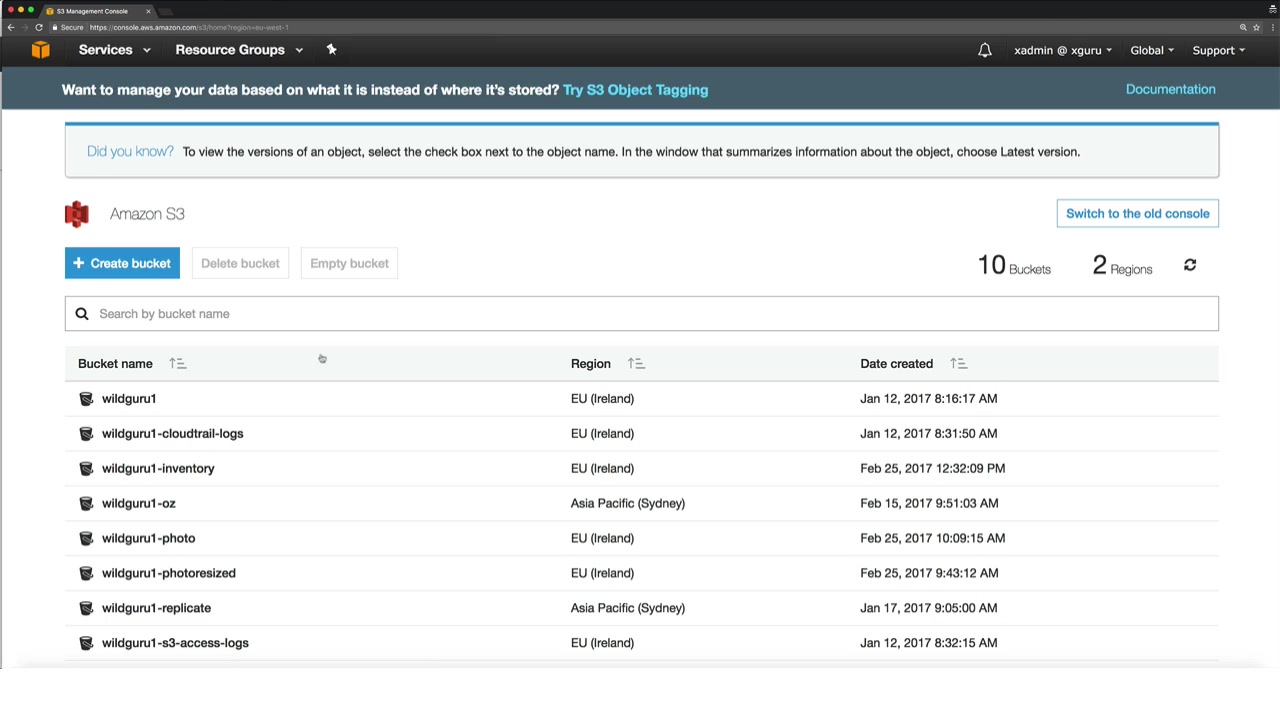 S3 Management Console
Secure https://console.aws.amazon.com/s3/home?region=eu-west-1
Services Resource Groups xadmin @ xguru Global Support
Want to manage your data based on what it is instead of where it's stored? Try S3 Object Tagging Documentation
Did you know? To view the versions of an object, select the check box next to the object name. In the window that summarizes information about the object, choose Latest version.
Amazon S3 Switch to the old console
+ Create bucket Delete bucket Empty bucket 10 Buckets 2 Regions
Search by bucket name
Bucket name Region Date created
wildguru1 EU (Ireland) Jan 12, 2017 8:16:17 AM
wildguru1-cloudtrail-logs EU (Ireland) Jan 12, 2017 8:31:50 AM
wildguru1-inventory EU (Ireland) Feb 25, 2017 12:32:09 PM
wildguru1-oz Asia Pacific (Sydney) Feb 15, 2017 9:51:03 AM
wildguru1-photo EU (Ireland) Feb 25, 2017 10:09:15 AM
wildguru1-photoresized EU (Ireland) Feb 25, 2017 9:43:12 AM
wildguru1-replicate Asia Pacific (Sydney) Jan 17, 2017 9:05:00 AM
wildguru1-s3-access-logs EU (Ireland) Jan 12, 2017 8:32:15 AM